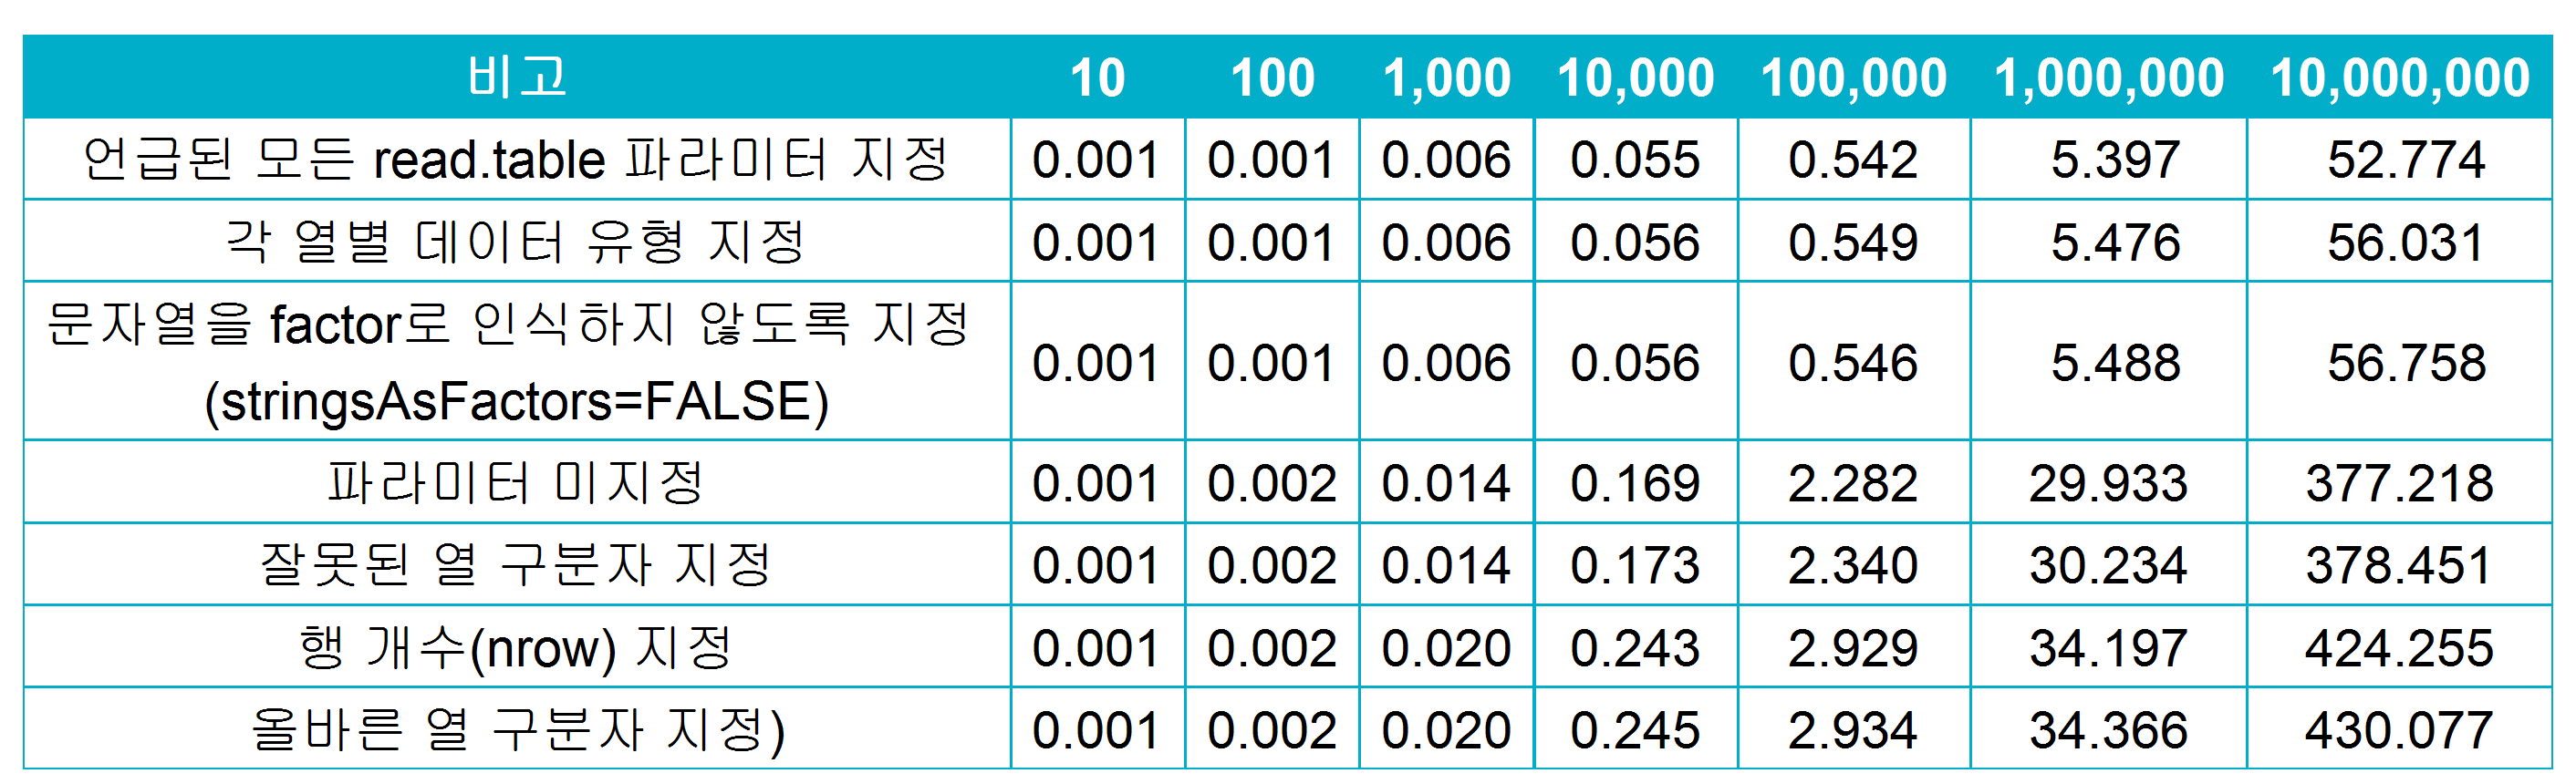 비고 10 100 1,000 10,000 100,000 1,000,000 10,000,000
언급된 모든 read.table 파라미터 지정 0.001 0.001 0.006 0.055 0.542 5.397 52.774
각 열별 데이터 유형 지정 0.001 0.001 0.006 0.056 0.549 5.476 56.031
문자열을 factor로 인식하지 않도록 지정
(stringsAsFactors=FALSE) 0.001 0.001 0.006 0.056 0.546 5.488 56.758
파라미터 미지정 0.001 0.002 0.014 0.169 2.282 29.933 377.218
잘못된 열 구분자 지정 0.001 0.002 0.014 0.173 2.340 30.234 378.451
행 개수(nrow) 지정 0.001 0.002 0.020 0.243 2.929 34.197 424.255
올바른 열 구분자 지정) 0.001 0.002 0.020 0.245 2.934 34.366 430.077